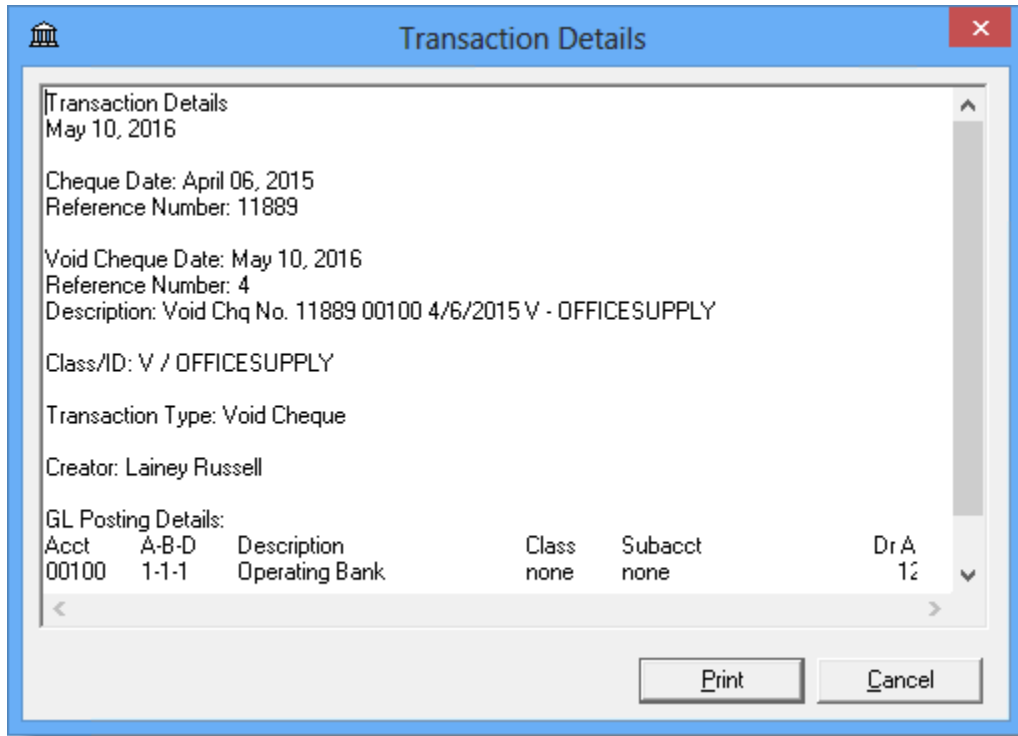 Transaction Details
Transaction Details
May 10, 2016
Cheque Date: April 06, 2015
Reference Number: 11889
Void Cheque Date: May 10, 2016
Reference Number: 4
Description: Void Chq No. 11889 00100 4/6/2015 V - OFFICESUPPLY
Class/ID: V / OFFICESUPPLY
Transaction Type: Void Cheque
Creator: Lainey Russell
GL Posting Details:
Acct A-B-D Description Class Subacct Dr A
00100 1-1-1 Operating Bank none none 12
Print Cancel